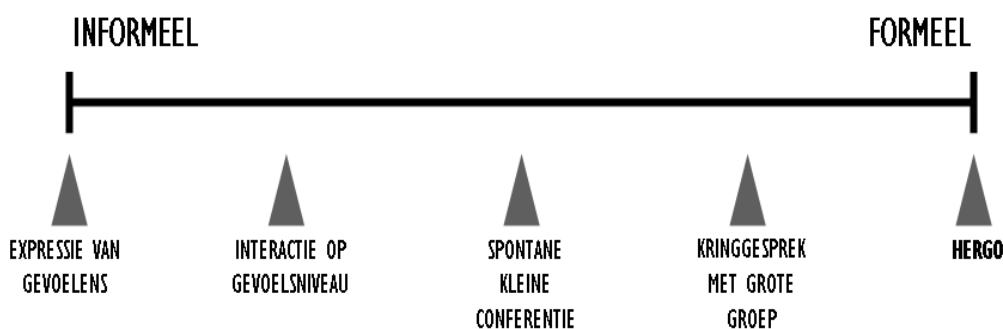 INFORMEEL
FORMEEL
EXPRESSIE VAN
GEVOELENS
INTERACTIE OP
GEVOELSNIVEAU
SPONTANE
KLEINE
CONFERENTIE
KRINGGESPREK
MET GROTE
GROEP
HERGO